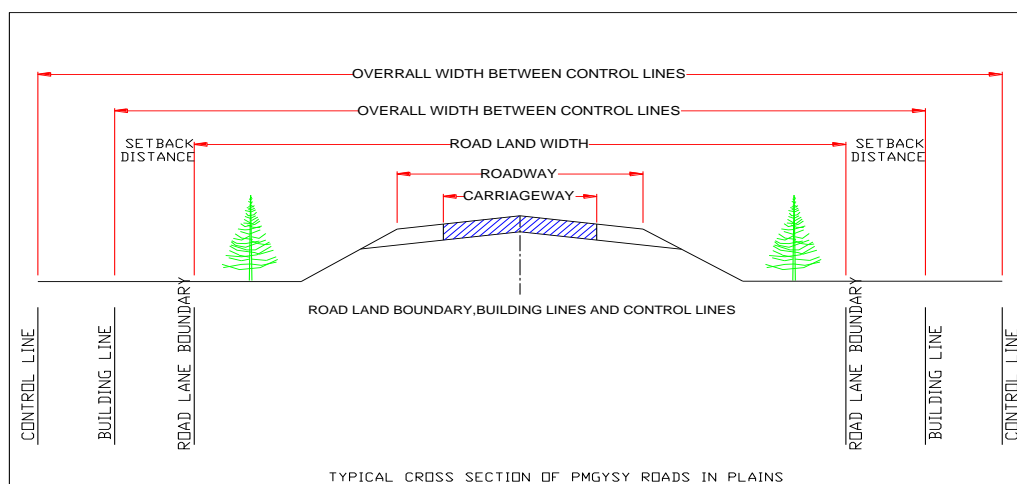 OVERRALL WIDTH BETWEEN CONTROL LINES
OVERALL WIDTH BETWEEN CONTROL LINES
SETBACK
DISTANCE
ROAD LAND WIDTH
SETBACK
DISTANCE
ROADWAY
CARRIAGEWAY
ROAD LAND BOUNDARY,BUILDING LINES AND CONTROL LINES
CONTROL LINE
BUILDING LINE
ROAD LANE BOUNDARY
ROAD LANE BOUNDARY
BUILDING LINE
CONTROL LINE
TYPICAL CROSS SECTION OF PMGYSY ROADS IN PLAINS